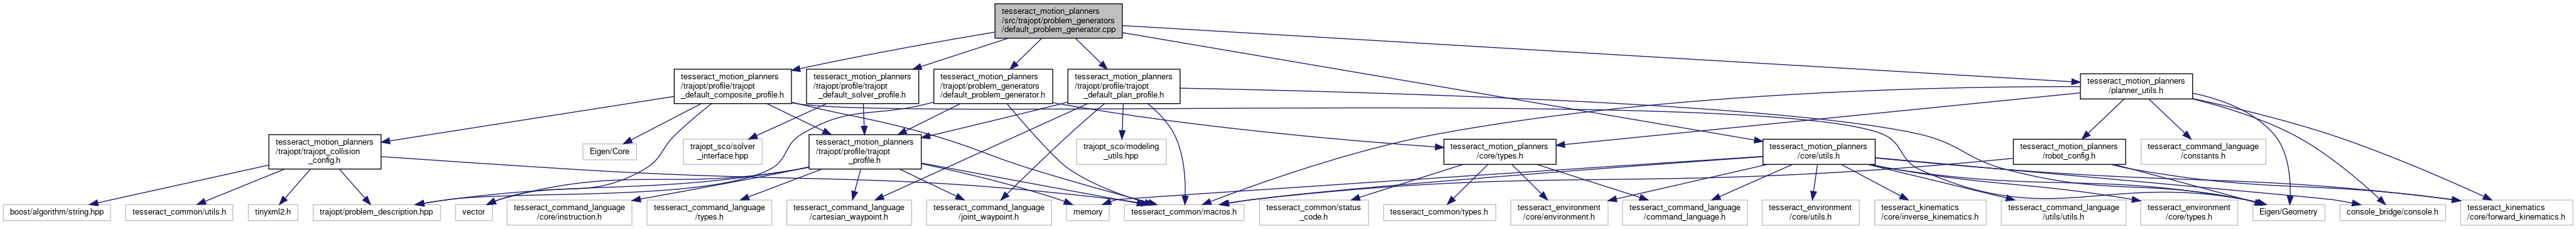 tesseract_motion_planners
/src/trajopt/problem_generators
/default_problem_generator.cpp
tesseract_motion_planners
/trajopt/profile/trajopt
_default_composite_profile.h
tesseract_motion_planners
/trajopt/profile/trajopt
_default_solver_profile.h
tesseract_motion_planners
/trajopt/problem_generators
/default_problem_generator.h
tesseract_motion_planners
/trajopt/profile/trajopt
_default_plan_profile.h
tesseract_motion_planners
/planner_utils.h
tesseract_motion_planners
/trajopt/trajopt_collision
_config.h
Eigen/Core
trajopt_sco/solver
_interface.hpp
tesseract_motion_planners
/trajopt/profile/trajopt
_profile.h
trajopt_sco/modeling
_utils.hpp
tesseract_motion_planners
/core/types.h
tesseract_motion_planners
/core/utils.h
tesseract_motion_planners
/robot_config.h
tesseract_command_language
/constants.h
boost/algorithm/string.hpp
tesseract_common/utils.h
tinyxml2.h
trajopt/problem_description.hpp
vector
tesseract_command_language
/core/instruction.h
tesseract_command_language
/types.h
tesseract_command_language
/cartesian_waypoint.h
tesseract_command_language
/joint_waypoint.h
memory
tesseract_common/macros.h
tesseract_common/status
_code.h
tesseract_common/types.h
tesseract_environment
/core/environment.h
tesseract_command_language
/command_language.h
tesseract_environment
/core/utils.h
tesseract_kinematics
/core/inverse_kinematics.h
tesseract_command_language
/utils/utils.h
tesseract_environment
/core/types.h
Eigen/Geometry
console_bridge/console.h
tesseract_kinematics
/core/forward_kinematics.h